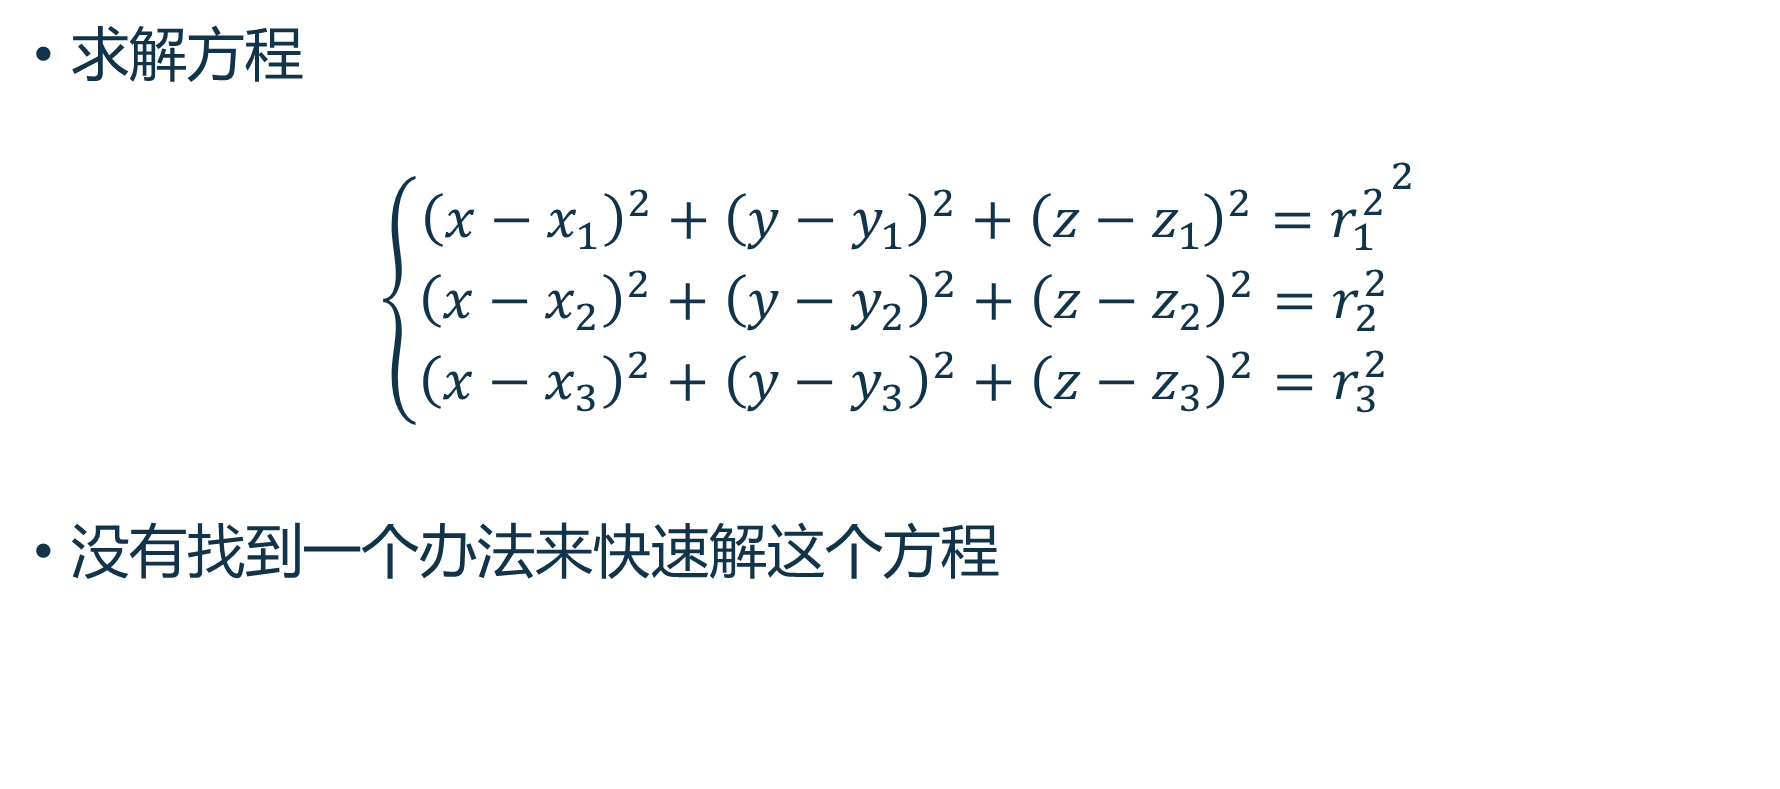 • 求解方程
(x − x₁)² + (y − y₁)² + (z − z₁)² = r₁²²
(x − x₂)² + (y − y₂)² + (z − z₂)² = r₂²
(x − x₃)² + (y − y₃)² + (z − z₃)² = r₃²
• 没有找到一个办法来快速解这个方程